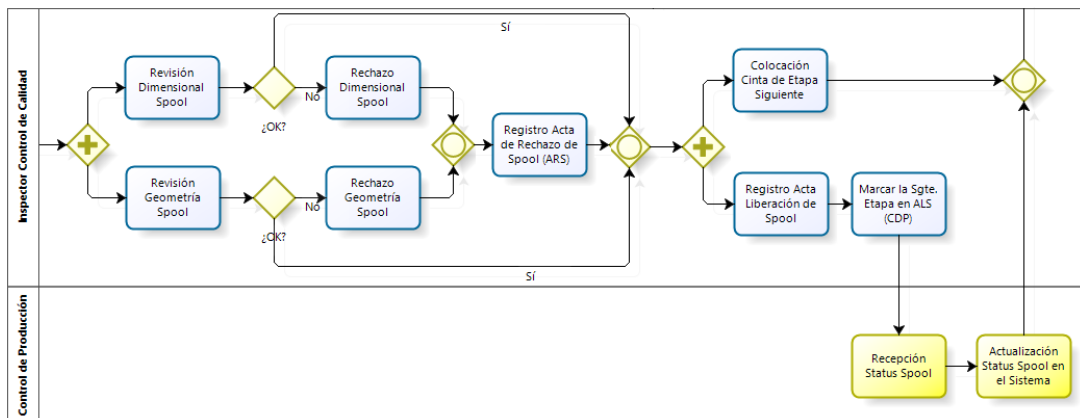 Inspector Control de Calidad
Revisión
Dimensional
Spool
¿OK?
No
Sí
Rechazo
Dimensional
Spool
Revisión
Geometría
Spool
¿OK?
No
Sí
Rechazo
Geometría
Spool
Registro Acta
de Rechazo de
Spool (ARS)
Colocación
Cinta de Etapa
Siguiente
Registro Acta
Liberación de
Spool
Marcar la Sgte.
Etapa en ALS
(CDP)
Control de Producción
Recepción
Status Spool
Actualización
Status Spool en
el Sistema